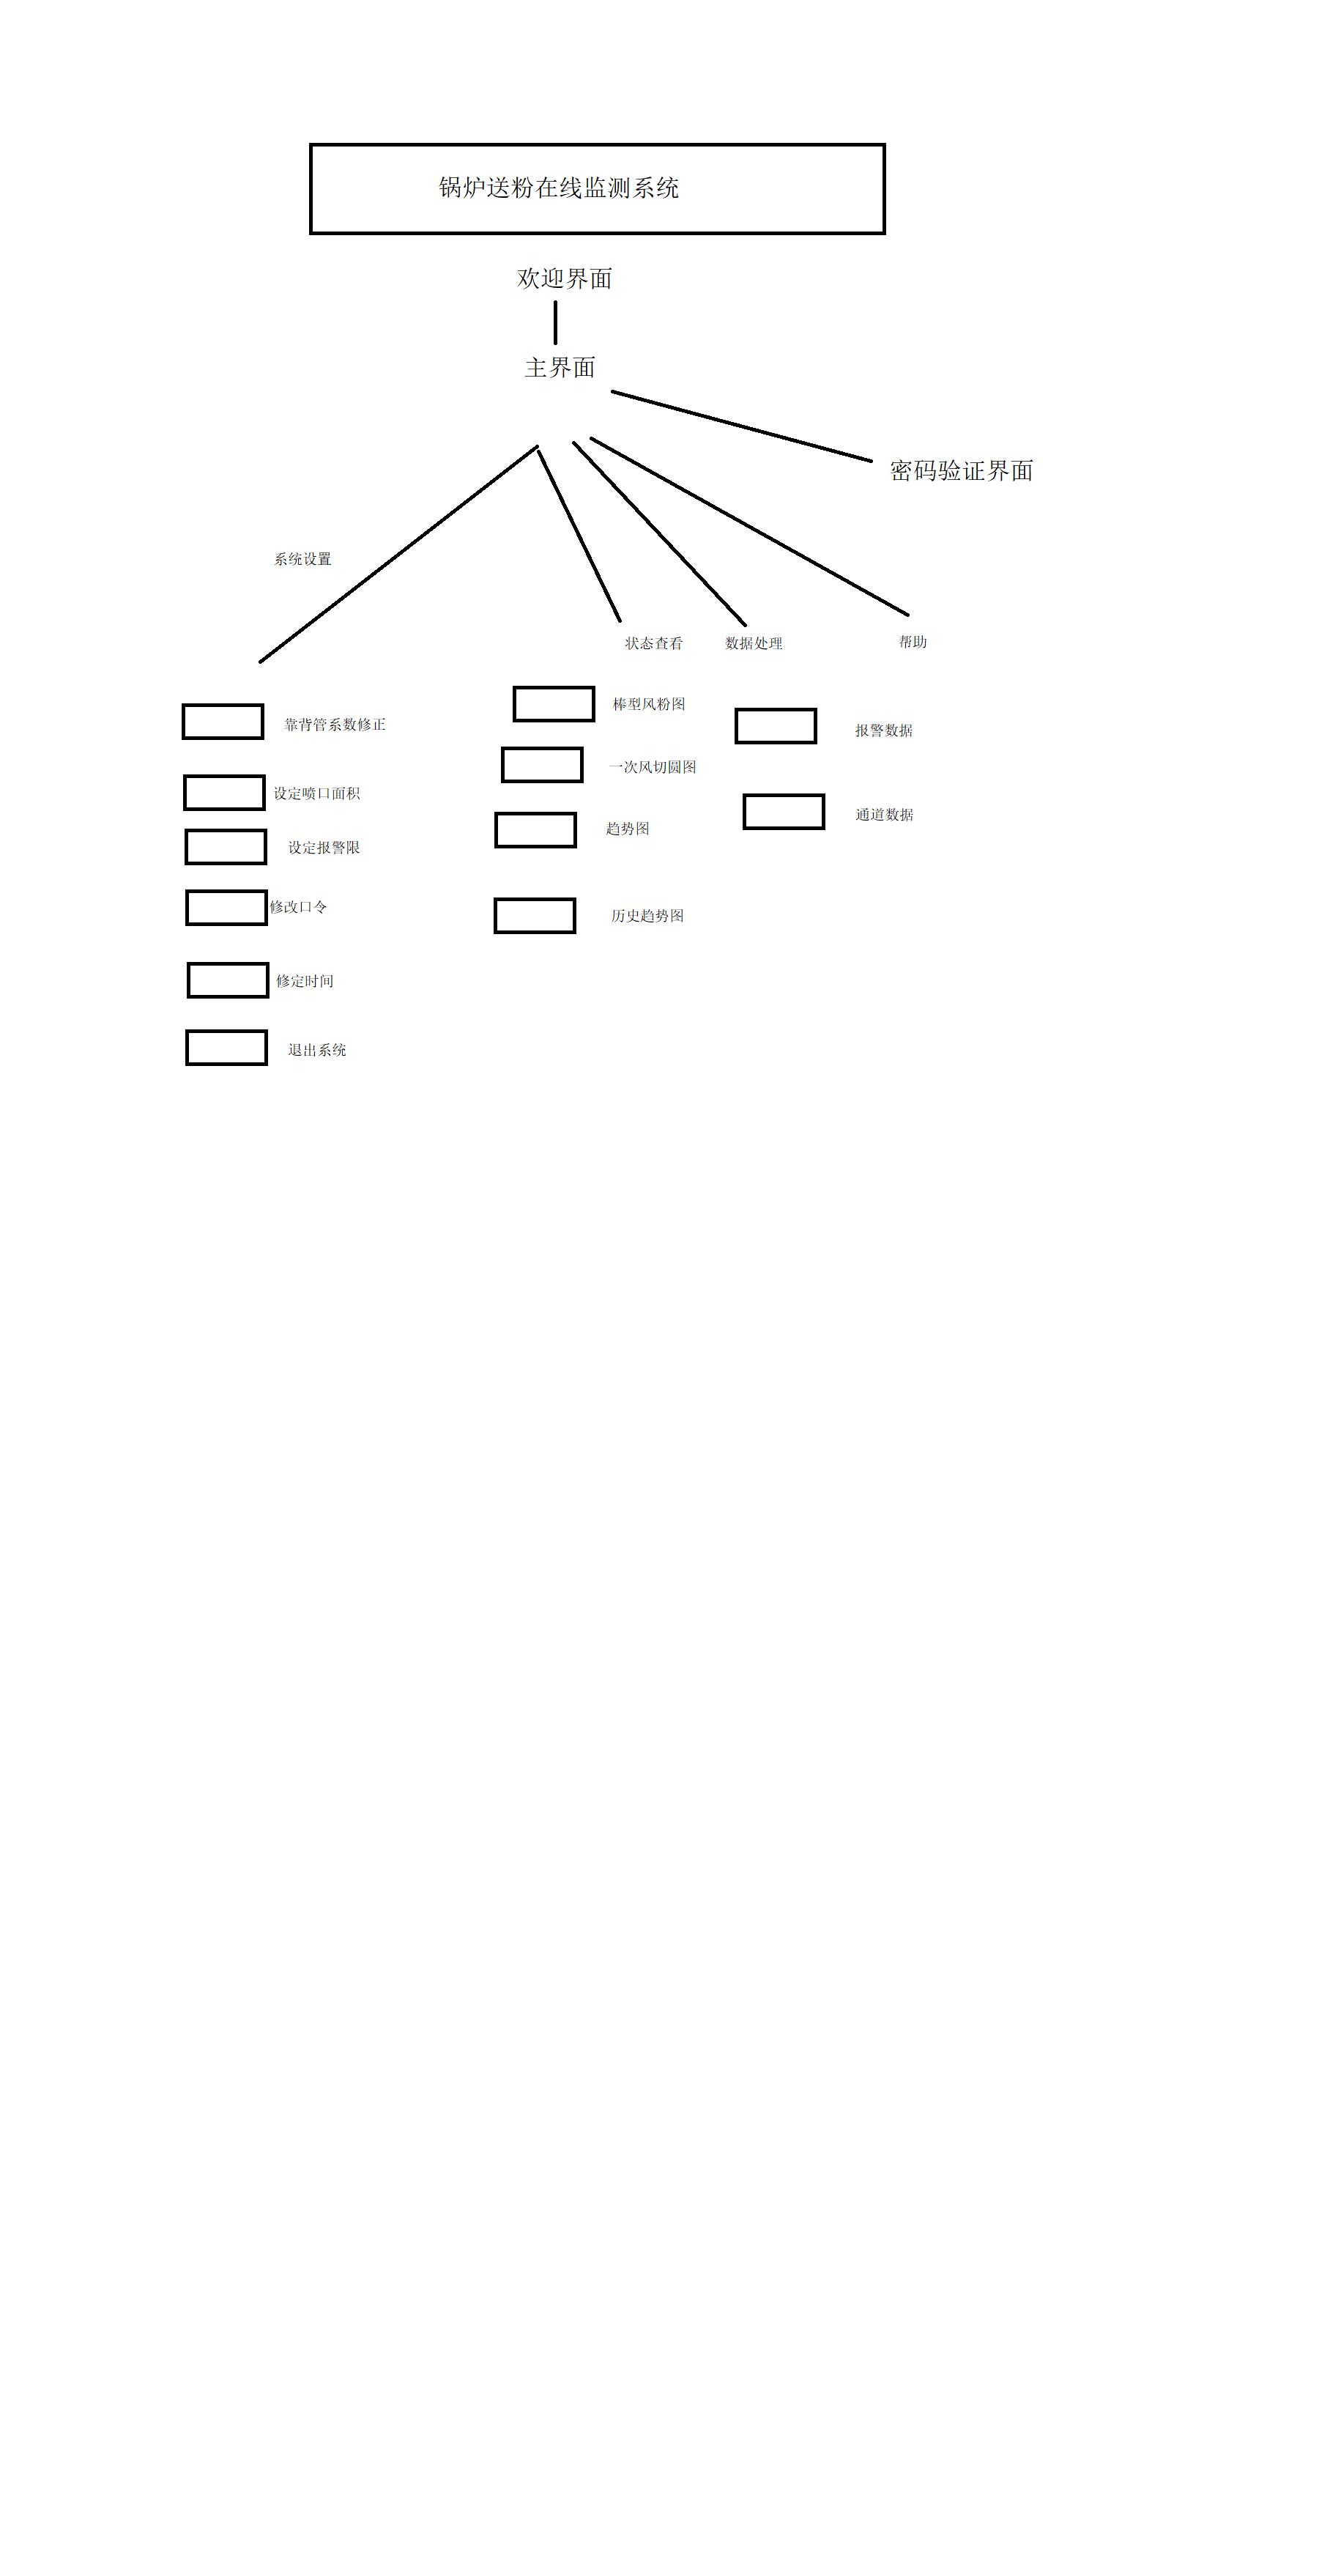 锅炉送粉在线监测系统
欢迎界面
主界面
密码验证界面
系统设置
状态查看
数据处理
帮助
靠背管系数修正
设定喷口面积
设定报警限
修改口令
修定时间
退出系统
棒型风粉图
一次风切圆图
趋势图
历史趋势图
报警数据
通道数据